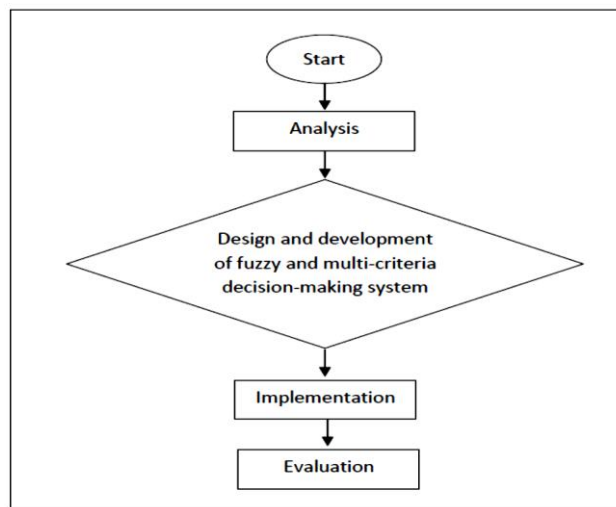 Start
Analysis
Design and development
of fuzzy and multi-criteria
decision-making system
Implementation
Evaluation